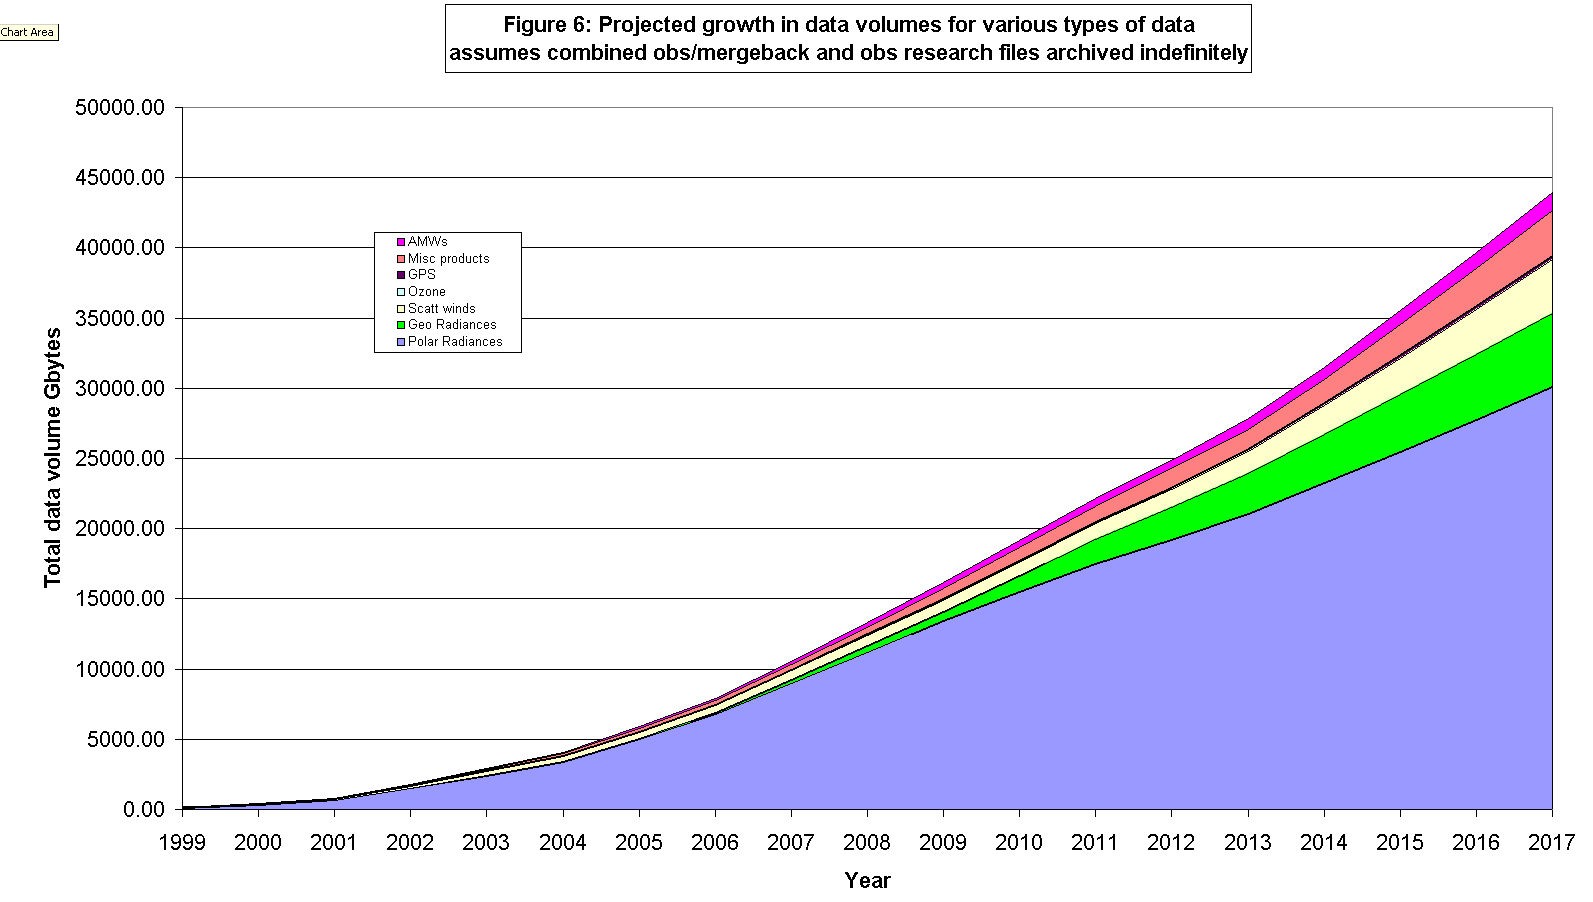 Chart Area
Figure 6: Projected growth in data volumes for various types of data
assumes combined obs/mergeback and obs research files archived indefinitely
50000.00
45000.00
40000.00
35000.00
30000.00
25000.00
20000.00
15000.00
10000.00
5000.00
0.00
Total data volume Gbytes
AMWs
Misc products
GPS
Ozone
Scatt winds
Geo Radiances
Polar Radiances
1999 2000 2001 2002 2003 2004 2005 2006 2007 2008 2009 2010 2011 2012 2013 2014 2015 2016 2017
Year